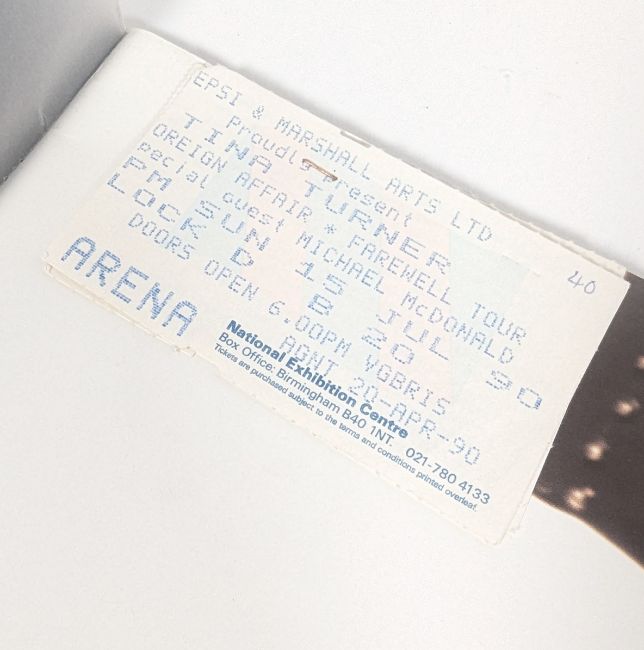 EPSI & MARSHALL ARTS LTD
Proudly Present
TINA TURNER
OREIGN AFFAIR * FAREWELL TOUR
pecial guest MICHAEL McDONALD
PM SUN 15 JUL 90
LOCK D B 20
DOORS OPEN 6.00PM VGBRIS
AGNT 20-APR-90
ARENA
40
National Exhibition Centre
Box Office: Birmingham B40 1NT. 021-780 4133
Tickets are purchased subject to the terms and conditions printed overleaf.